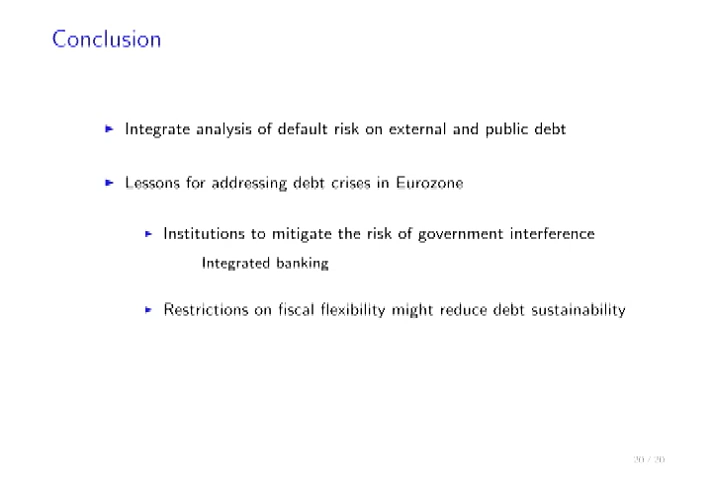 Conclusion
Integrate analysis of default risk on external and public debt
Lessons for addressing debt crises in Eurozone
Institutions to mitigate the risk of government interference
Integrated banking
Restrictions on fiscal flexibility might reduce debt sustainability
20 / 20